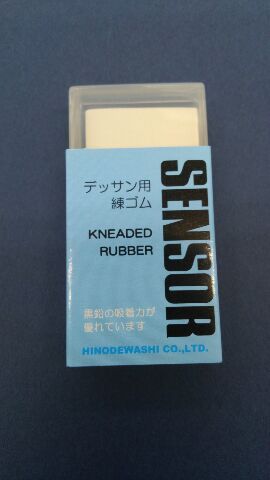 デッサン用
練ゴム
KNEADED
RUBBER
SENSOR
黒鉛の吸着力が
優れています
HINODEWASHI CO.,LTD.